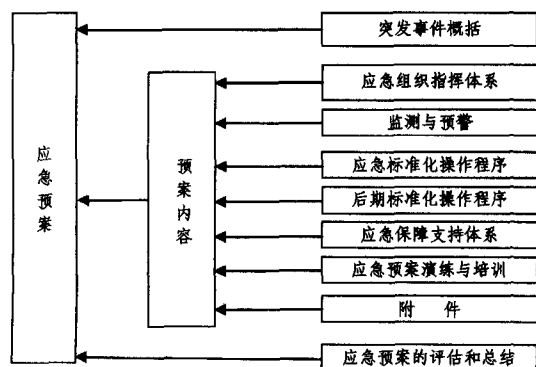 突发事件概括
应急组织指挥体系
监测与预警
应急标准化操作程序
后期标准化操作程序
应急保障支持体系
应急预案演练与培训
附 件
应急预案的评估和总结
预案内容
应急预案